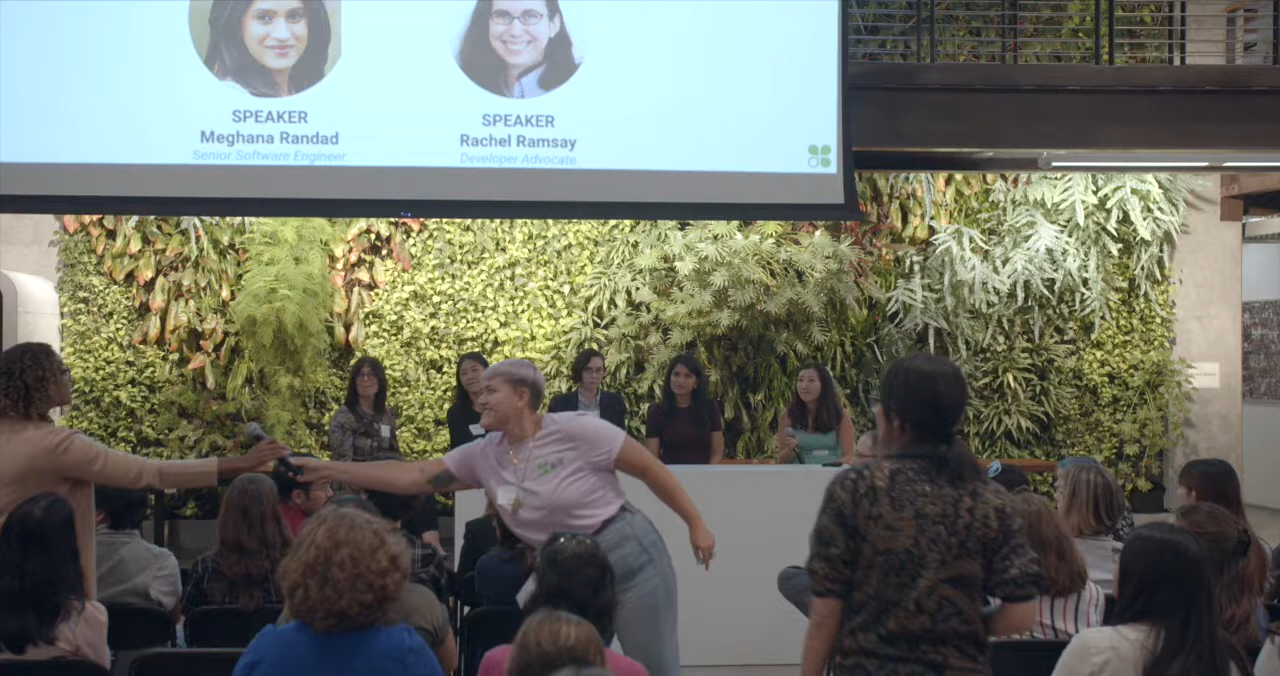 SPEAKER
Meghana Randad
Senior Software Engineer
SPEAKER
Rachel Ramsay
Developer Advocate